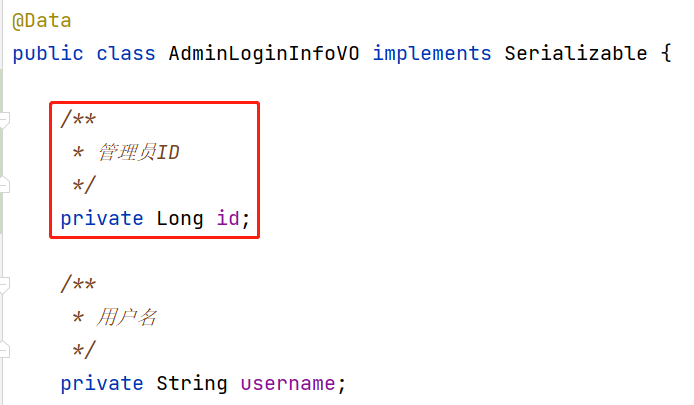 @Data
public class AdminLoginInfoVO implements Serializable {
/**
* 管理员ID
*/
private Long id;
/**
* 用户名
*/
private String username;